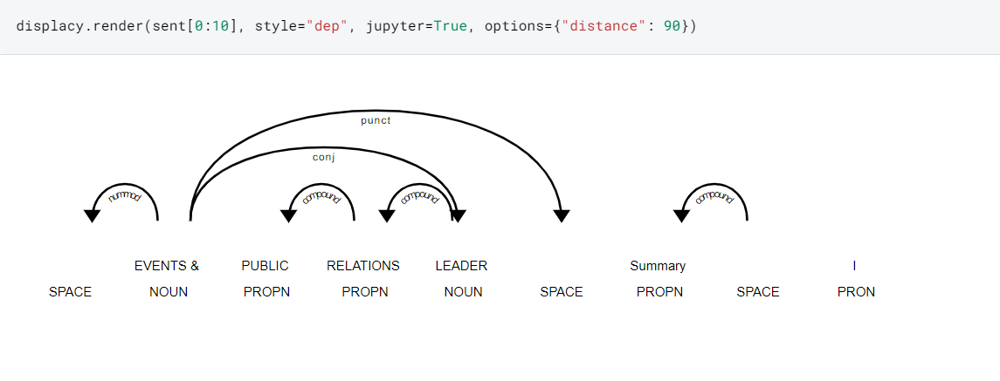 displacy.render(sent[0:10], style="dep", jupyter=True, options={"distance": 90})
punct
conj
nummod compound compound compound
EVENTS & PUBLIC RELATIONS LEADER Summary I
SPACE NOUN PROPN PROPN NOUN SPACE PROPN SPACE PRON